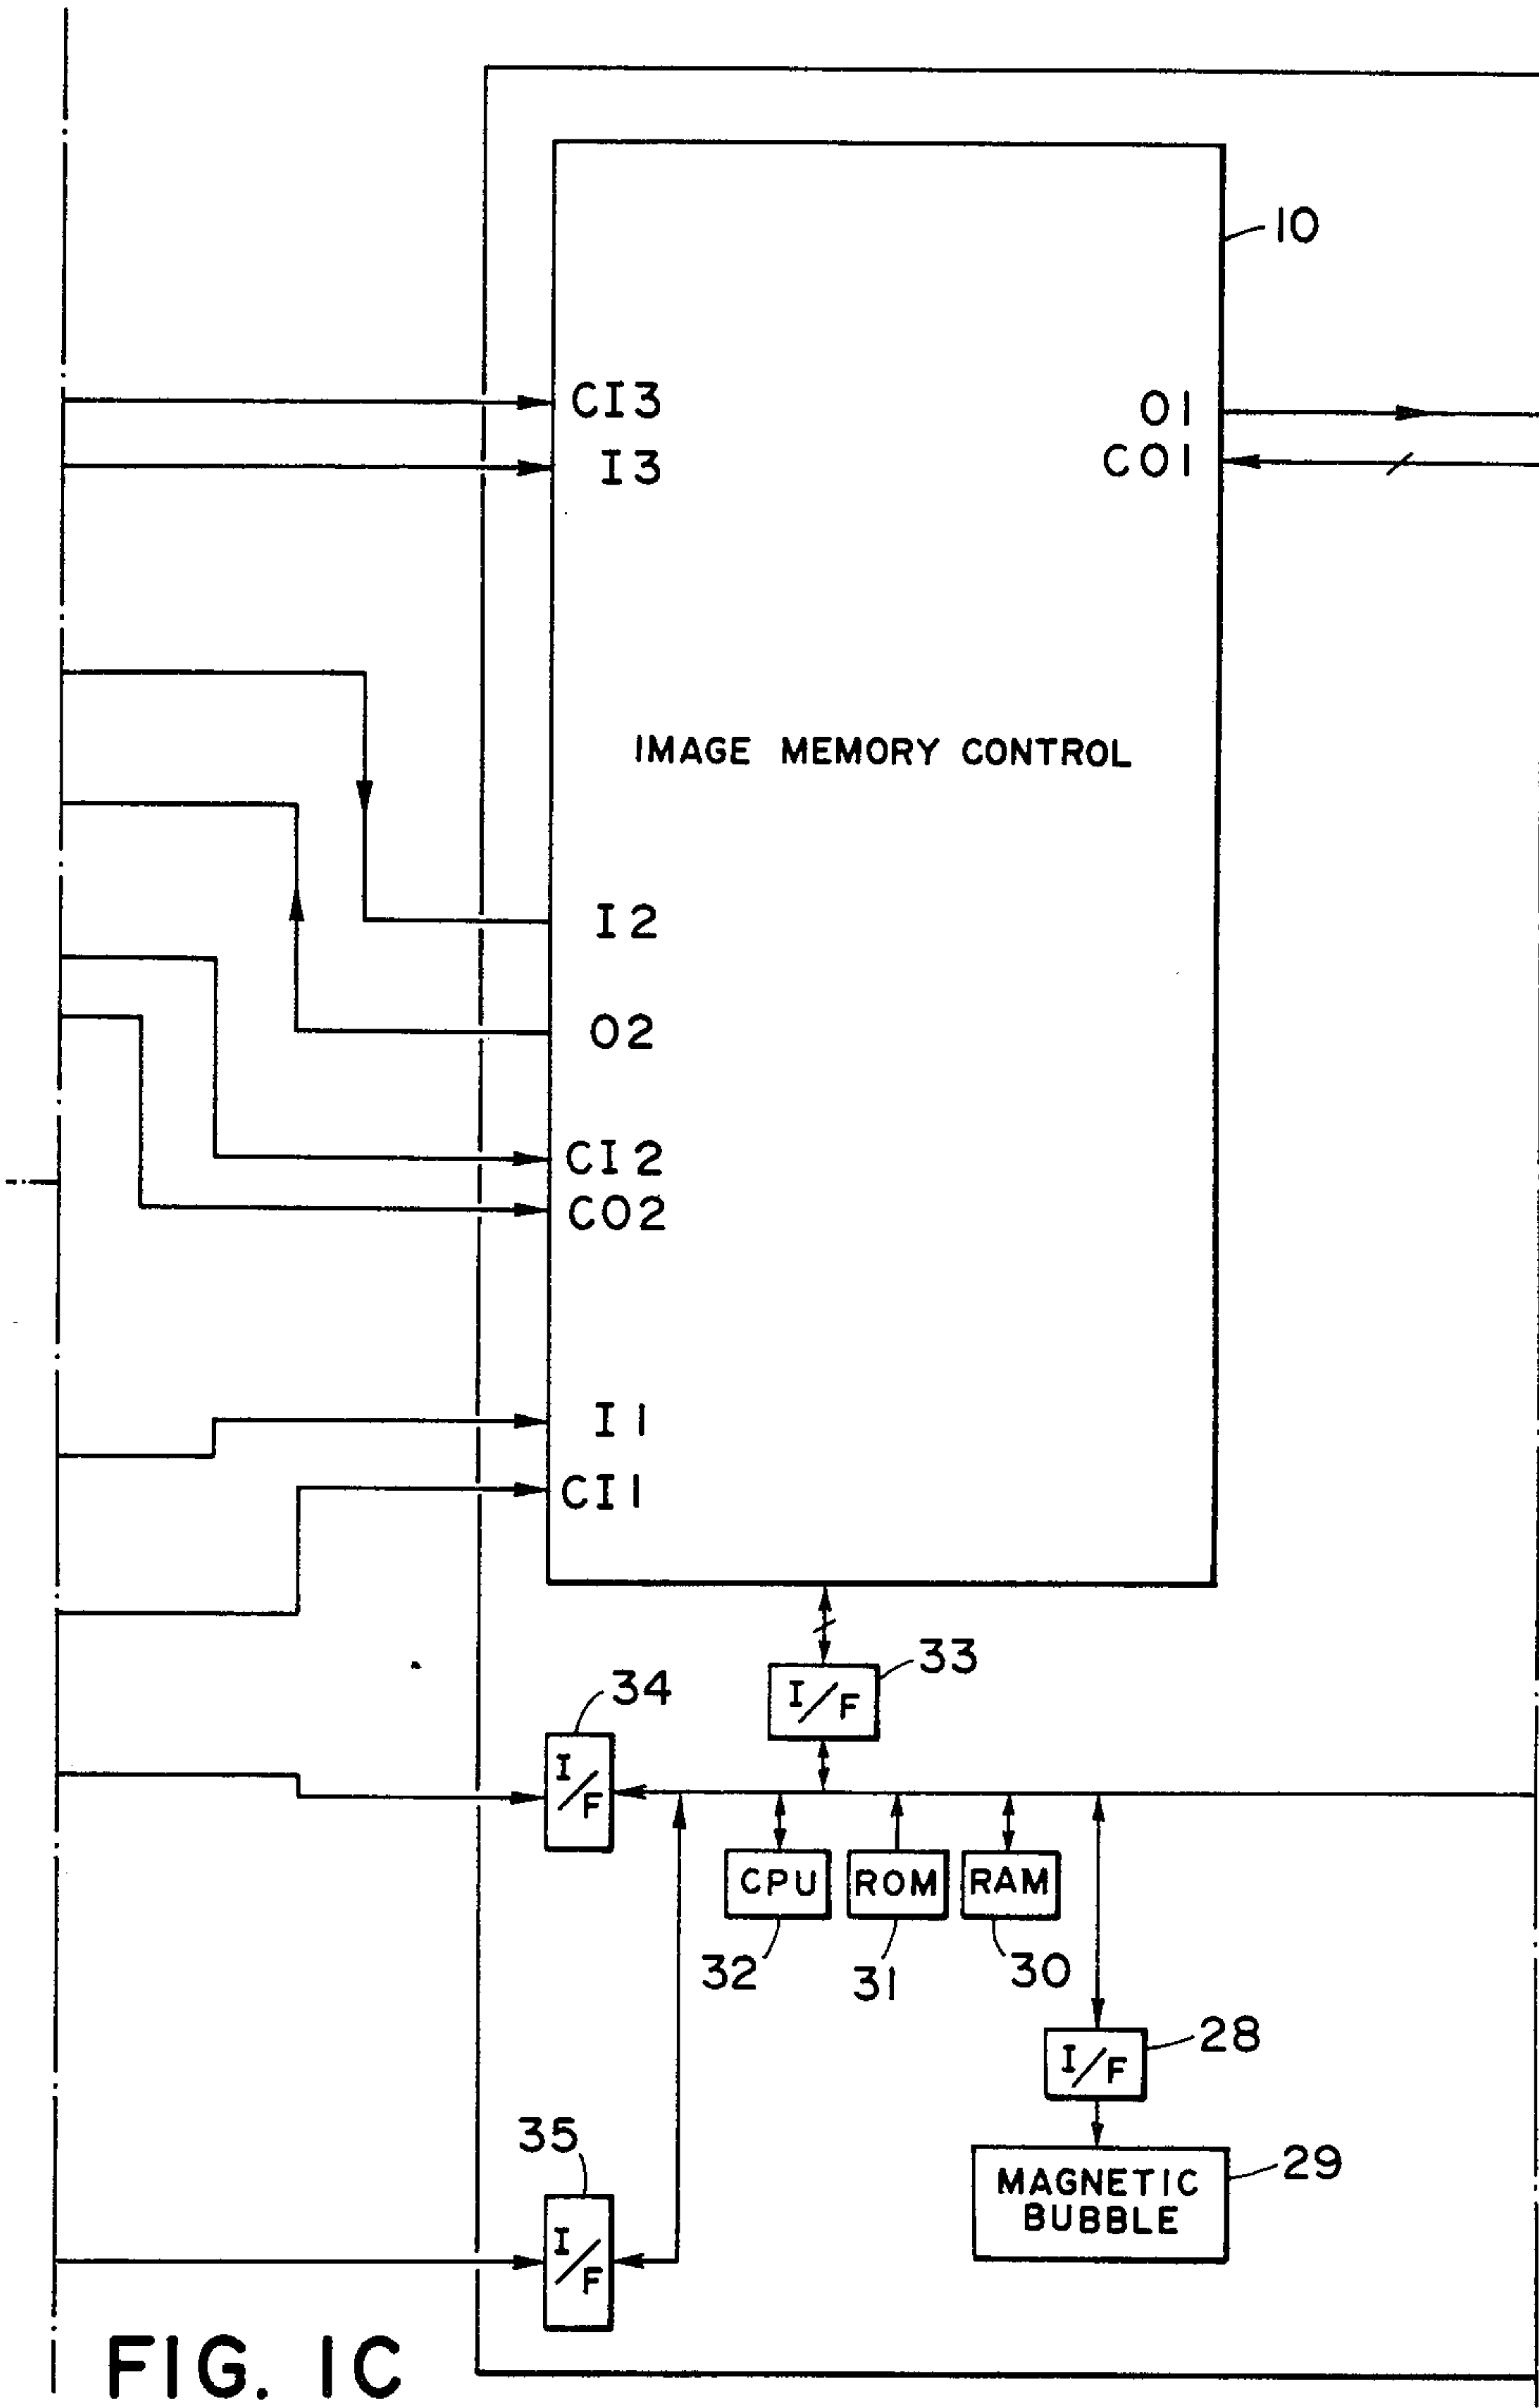 10
CI3
O1
I3
CO1
IMAGE MEMORY CONTROL
I2
O2
CI2
CO2
I1
CI1
33
I/F
34
I/F
CPU
ROM
RAM
32
31
30
28
I/F
35
I/F
29
MAGNETIC
BUBBLE
FIG. 1C